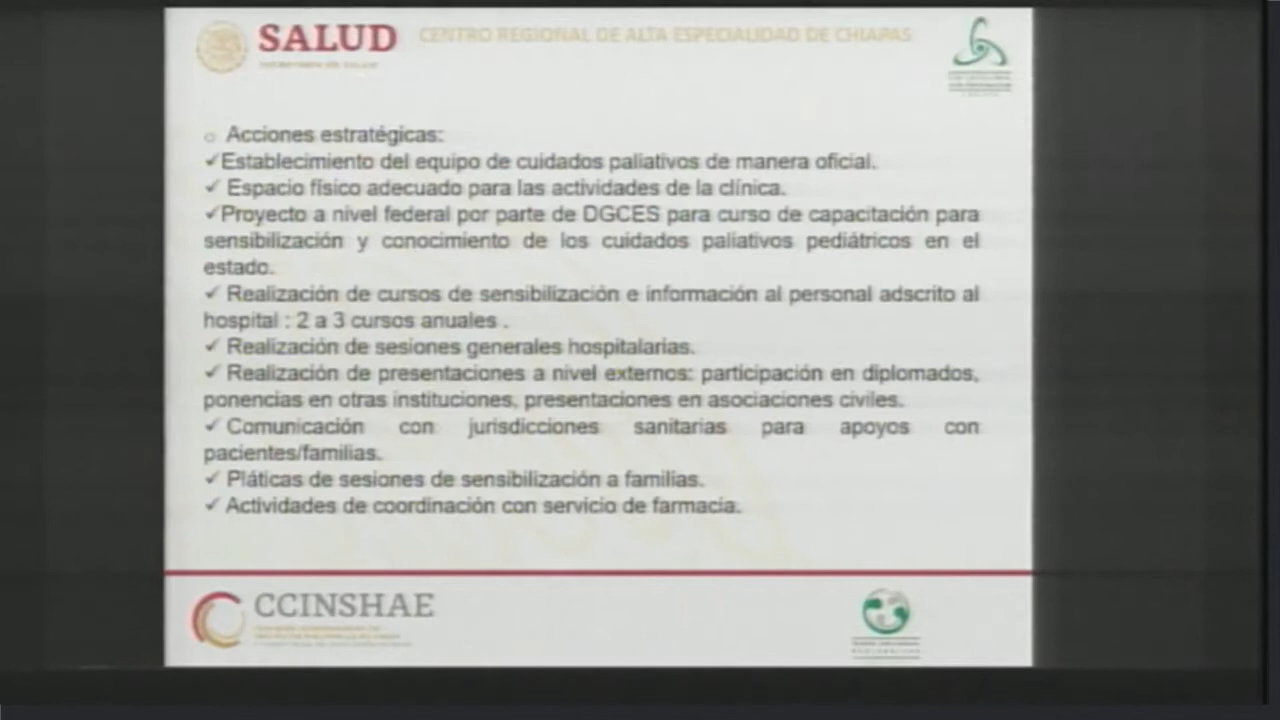 SALUD
SECRETARÍA DE SALUD
CENTRO REGIONAL DE ALTA ESPECIALIDAD DE CHIAPAS
o Acciones estratégicas:
✓Establecimiento del equipo de cuidados paliativos de manera oficial.
✓ Espacio físico adecuado para las actividades de la clínica.
✓Proyecto a nivel federal por parte de DGCES para curso de capacitación para
sensibilización y conocimiento de los cuidados paliativos pediátricos en el
estado.
✓ Realización de cursos de sensibilización e información al personal adscrito al
hospital : 2 a 3 cursos anuales .
✓ Realización de sesiones generales hospitalarias.
✓ Realización de presentaciones a nivel externos: participación en diplomados,
ponencias en otras instituciones, presentaciones en asociaciones civiles.
✓ Comunicación con jurisdicciones sanitarias para apoyos con
pacientes/familias.
✓ Pláticas de sesiones de sensibilización a familias.
✓ Actividades de coordinación con servicio de farmacia.
CCINSHAE